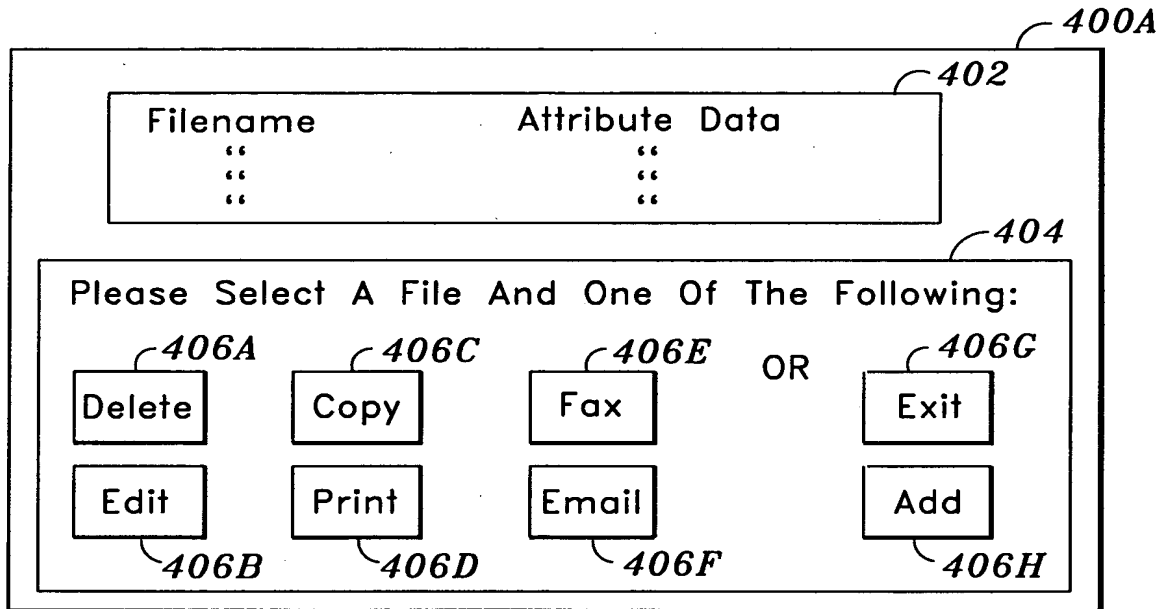 400A
402
Filename Attribute Data
“ “
“ “
“ “
404
Please Select A File And One Of The Following:
406A 406C 406E OR 406G
Delete Copy Fax Exit
Edit Print Email Add
406B 406D 406F 406H